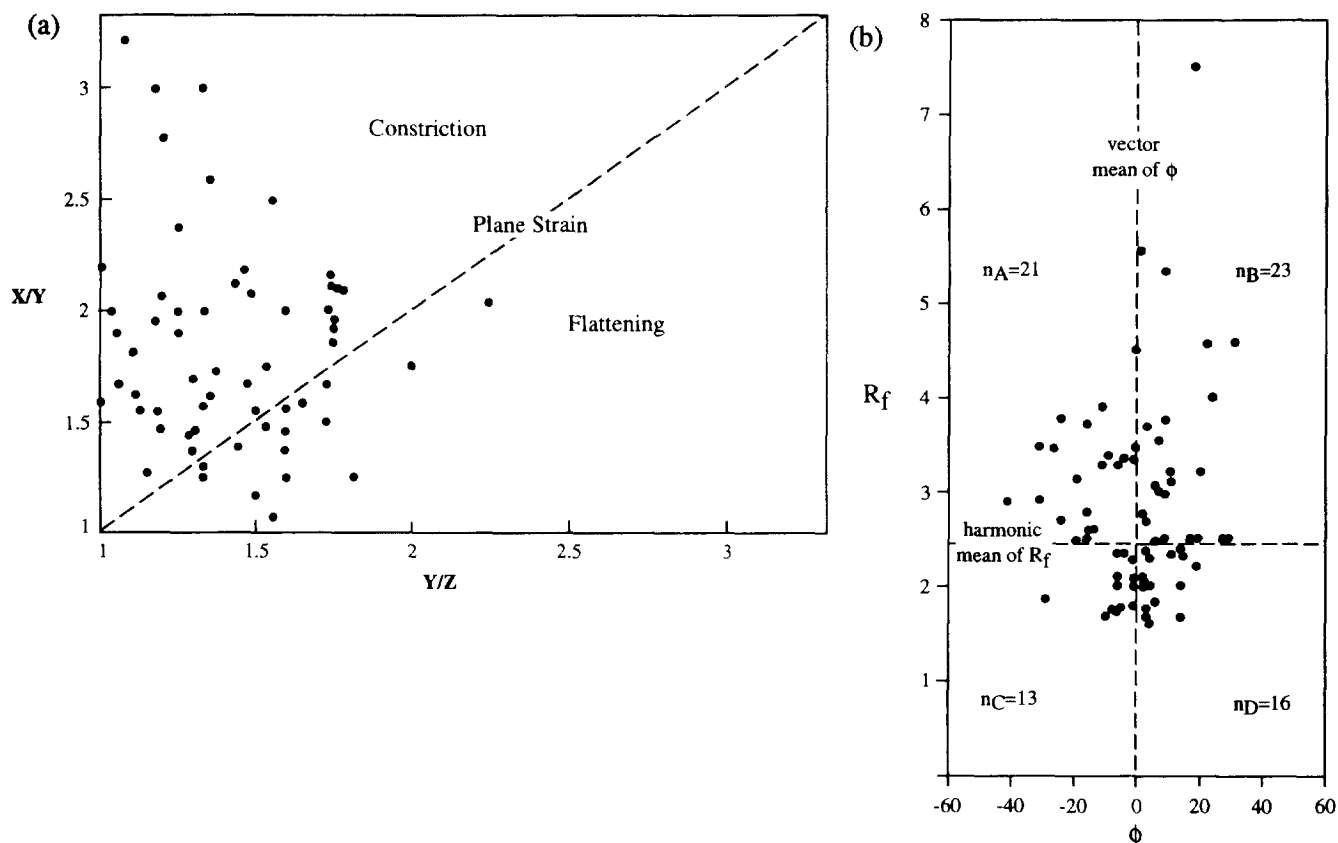 (a)
3
2.5
2
1.5
1
X/Y
Constriction
Plane Strain
Flattening
1
1.5
2
2.5
3
Y/Z
(b)
8
7
6
5
4
3
2
1
Rf
vector
mean of ϕ
nA=21
nB=23
harmonic
mean of Rf
nC=13
nD=16
-60
-40
-20
0
20
40
60
ϕ